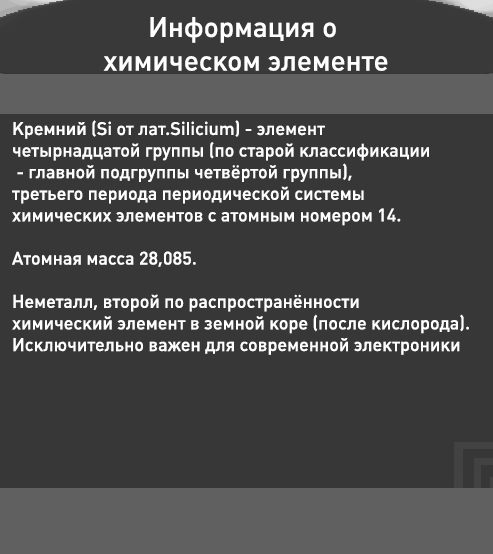 Информация о
химическом элементе
Кремний (Si от лат.Silicium) - элемент
четырнадцатой группы (по старой классификации
- главной подгруппы четвёртой группы),
третьего периода периодической системы
химических элементов с атомным номером 14.
Атомная масса 28,085.
Неметалл, второй по распространённости
химический элемент в земной коре (после кислорода).
Исключительно важен для современной электроники